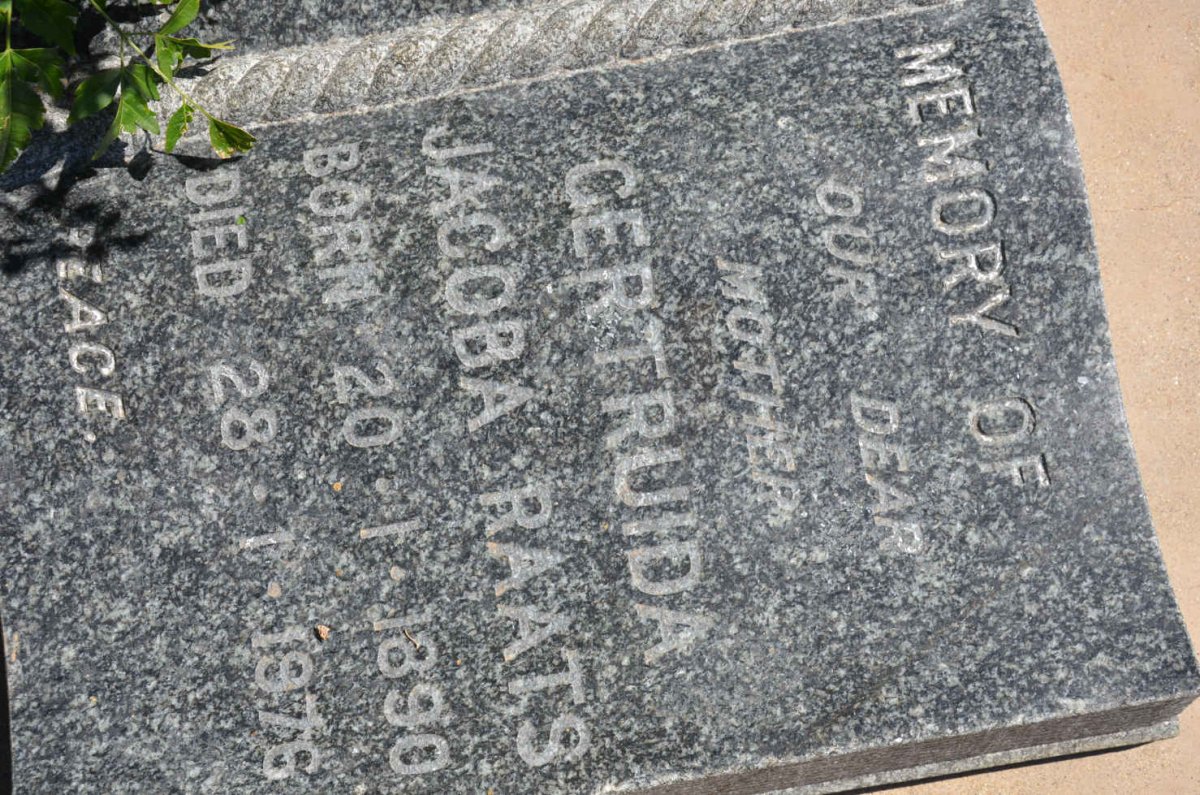 MEMORY OF
OUR DEAR
MOTHER
GERTRUIDA
JACOBA RAATS
BORN 20.1.1890
DIED 28.1.1976
PEACE.